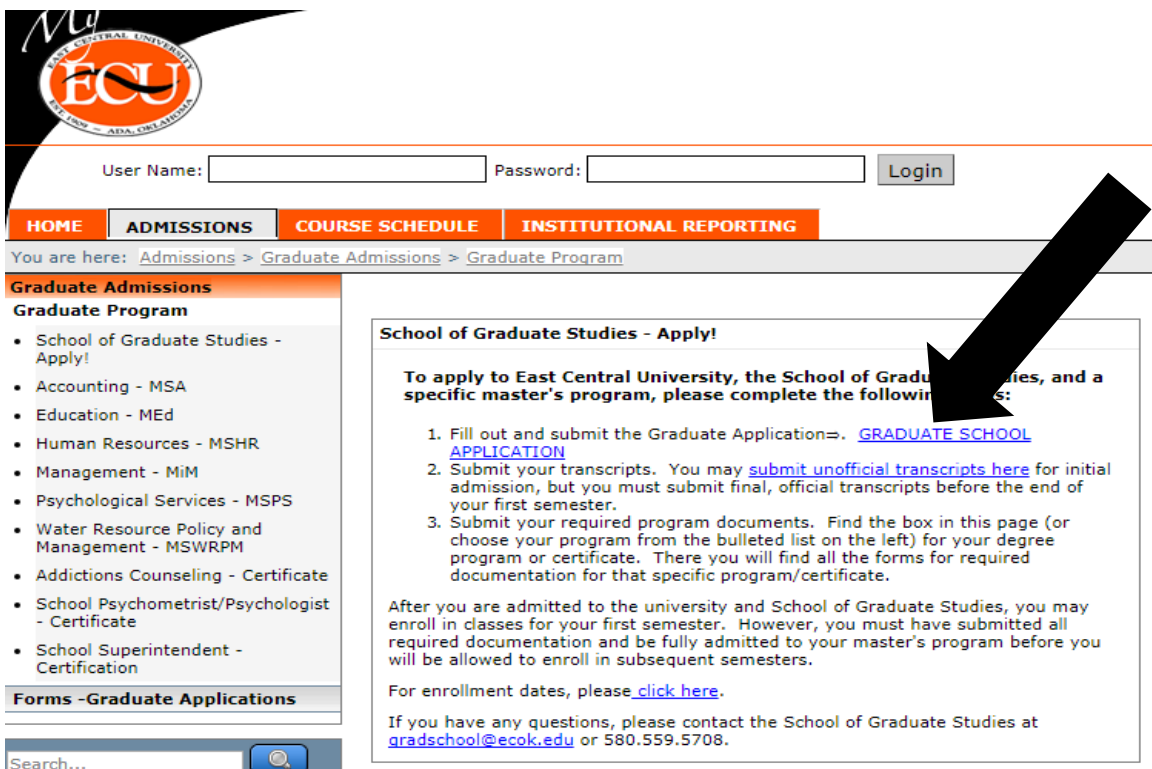 My
EAST CENTRAL UNIVERSITY
ECU
EST. 1909 ~ ADA, OKLAHOMA
User Name: Password: Login
HOME ADMISSIONS COURSE SCHEDULE INSTITUTIONAL REPORTING
You are here: Admissions > Graduate Admissions > Graduate Program
Graduate Admissions
Graduate Program
• School of Graduate Studies -
Apply!
• Accounting - MSA
• Education - MEd
• Human Resources - MSHR
• Management - MiM
• Psychological Services - MSPS
• Water Resource Policy and
Management - MSWRPM
• Addictions Counseling - Certificate
• School Psychometrist/Psychologist
- Certificate
• School Superintendent -
Certification
Forms -Graduate Applications
Search...
School of Graduate Studies - Apply!
To apply to East Central University, the School of and a
specific master's program, please complete the
1. Fill out and submit the Graduate Application⇒. GRADUATE SCHOOL
APPLICATION
2. Submit your transcripts. You may submit unofficial transcripts here for initial
admission, but you must submit final, official transcripts before the end of
your first semester.
3. Submit your required program documents. Find the box in this page (or
choose your program from the bulleted list on the left) for your degree
program or certificate. There you will find all the forms for required
documentation for that specific program/certificate.
After you are admitted to the university and School of Graduate Studies, you may
enroll in classes for your first semester. However, you must have submitted all
required documentation and be fully admitted to your master's program before you
will be allowed to enroll in subsequent semesters.
For enrollment dates, please click here.
If you have any questions, please contact the School of Graduate Studies at
gradschool@ecok.edu or 580.559.5708.